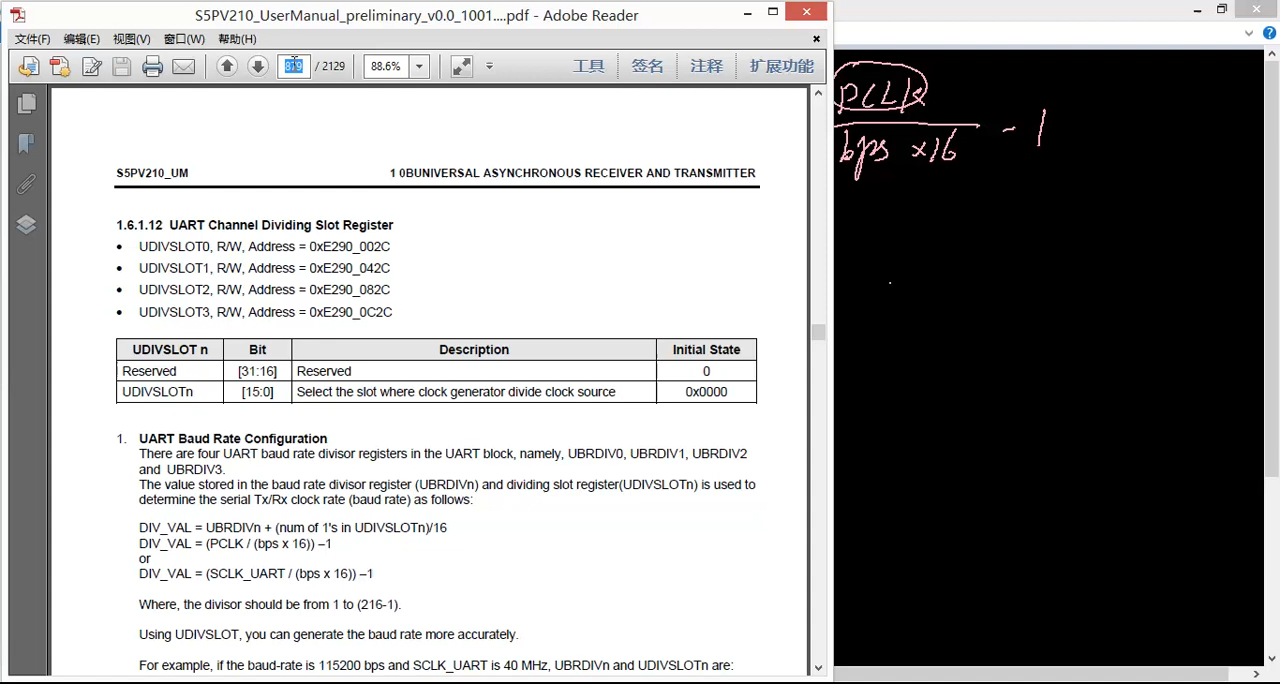 S5PV210_UserManual_preliminary_v0.0_1001....pdf - Adobe Reader
文件(F) 编辑(E) 视图(V) 窗口(W) 帮助(H)
879 / 2129 88.6% 工具 签名 注释 扩展功能
S5PV210_UM 1 0BUNIVERSAL ASYNCHRONOUS RECEIVER AND TRANSMITTER
1.6.1.12 UART Channel Dividing Slot Register
• UDIVSLOT0, R/W, Address = 0xE290_002C
• UDIVSLOT1, R/W, Address = 0xE290_042C
• UDIVSLOT2, R/W, Address = 0xE290_082C
• UDIVSLOT3, R/W, Address = 0xE290_0C2C
UDIVSLOT n Bit Description Initial State
Reserved [31:16] Reserved 0
UDIVSLOTn [15:0] Select the slot where clock generator divide clock source 0x0000
1. UART Baud Rate Configuration
There are four UART baud rate divisor registers in the UART block, namely, UBRDIV0, UBRDIV1, UBRDIV2
and UBRDIV3.
The value stored in the baud rate divisor register (UBRDIVn) and dividing slot register(UDIVSLOTn) is used to
determine the serial Tx/Rx clock rate (baud rate) as follows:
DIV_VAL = UBRDIVn + (num of 1's in UDIVSLOTn)/16
DIV_VAL = (PCLK / (bps x 16)) –1
or
DIV_VAL = (SCLK_UART / (bps x 16)) –1
Where, the divisor should be from 1 to (216-1).
Using UDIVSLOT, you can generate the baud rate more accurately.
For example, if the baud-rate is 115200 bps and SCLK_UART is 40 MHz, UBRDIVn and UDIVSLOTn are:
PCLK
bps ×16 - 1